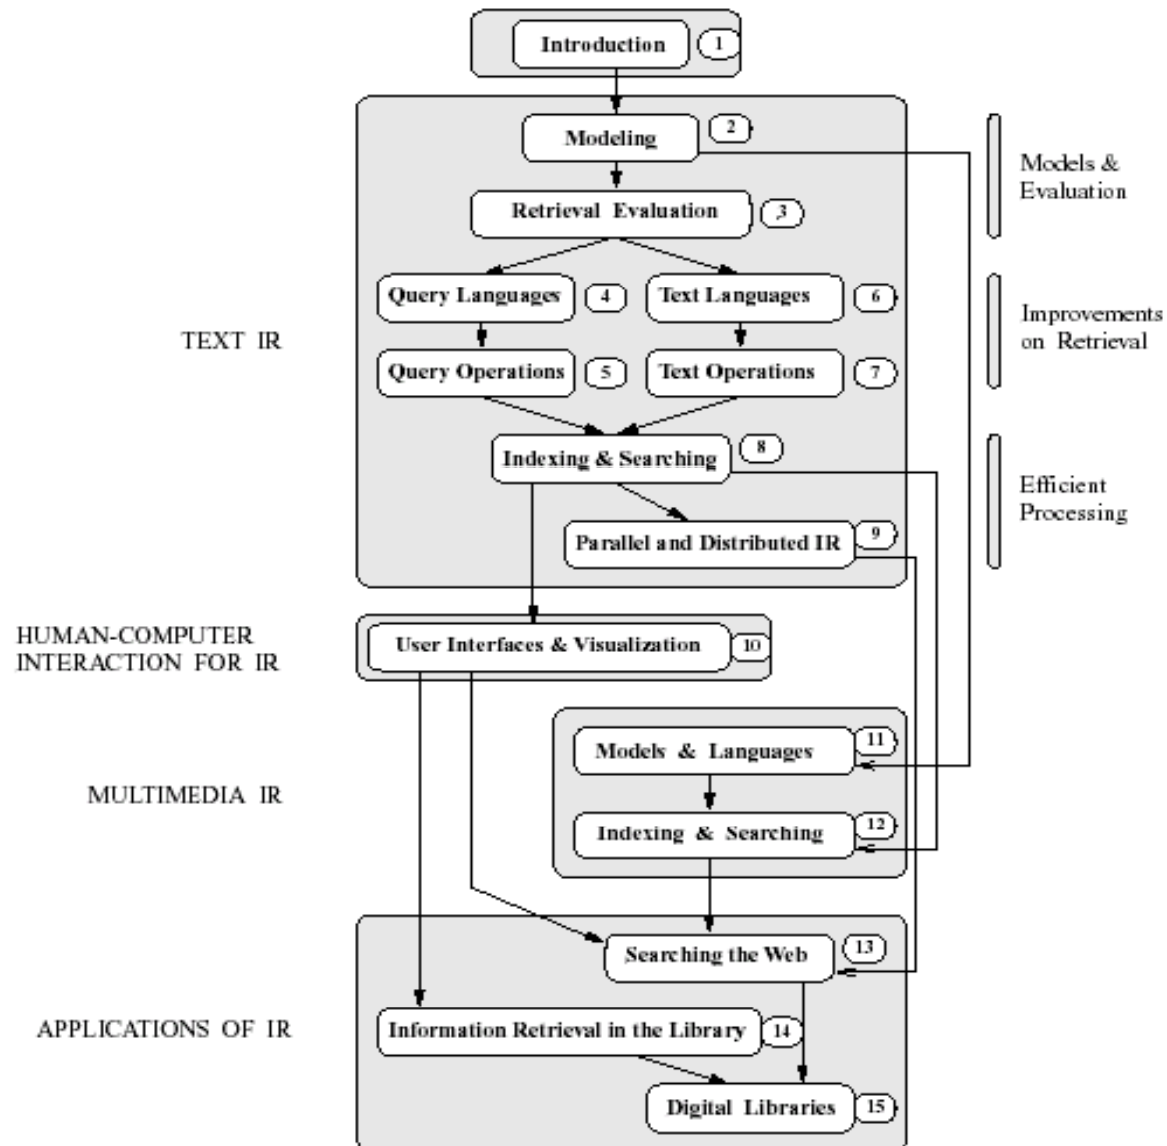 Introduction 1
Modeling 2
Models &
Evaluation
Retrieval Evaluation 3
Query Languages 4
Text Languages 6
Improvements
on Retrieval
TEXT IR
Query Operations 5
Text Operations 7
Indexing & Searching 8
Efficient
Processing
Parallel and Distributed IR 9
HUMAN-COMPUTER
INTERACTION FOR IR
User Interfaces & Visualization 10
Models & Languages 11
MULTIMEDIA IR
Indexing & Searching 12
Searching the Web 13
APPLICATIONS OF IR
Information Retrieval in the Library 14
Digital Libraries 15